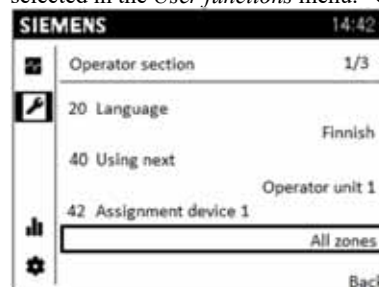 selected in the User functions menu.
SIEMENS 14:42
Operator section 1/3
20 Language
Finnish
40 Using next
Operator unit 1
42 Assignment device 1
All zones
Back